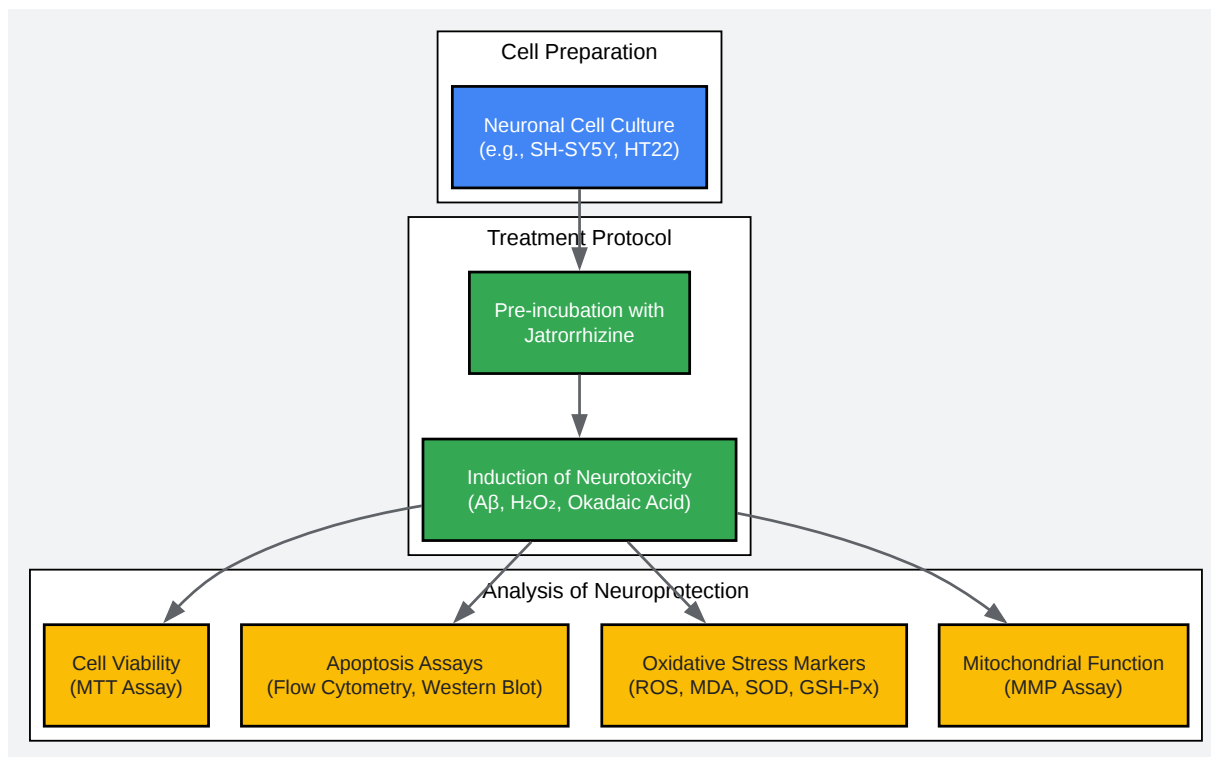 Cell Preparation
Neuronal Cell Culture
(e.g., SH-SY5Y, HT22)
Treatment Protocol
Pre-incubation with
Jatrorrhizine
Induction of Neurotoxicity
(Aβ, H₂O₂, Okadaic Acid)
Analysis of Neuroprotection
Cell Viability
(MTT Assay)
Apoptosis Assays
(Flow Cytometry, Western Blot)
Oxidative Stress Markers
(ROS, MDA, SOD, GSH-Px)
Mitochondrial Function
(MMP Assay)